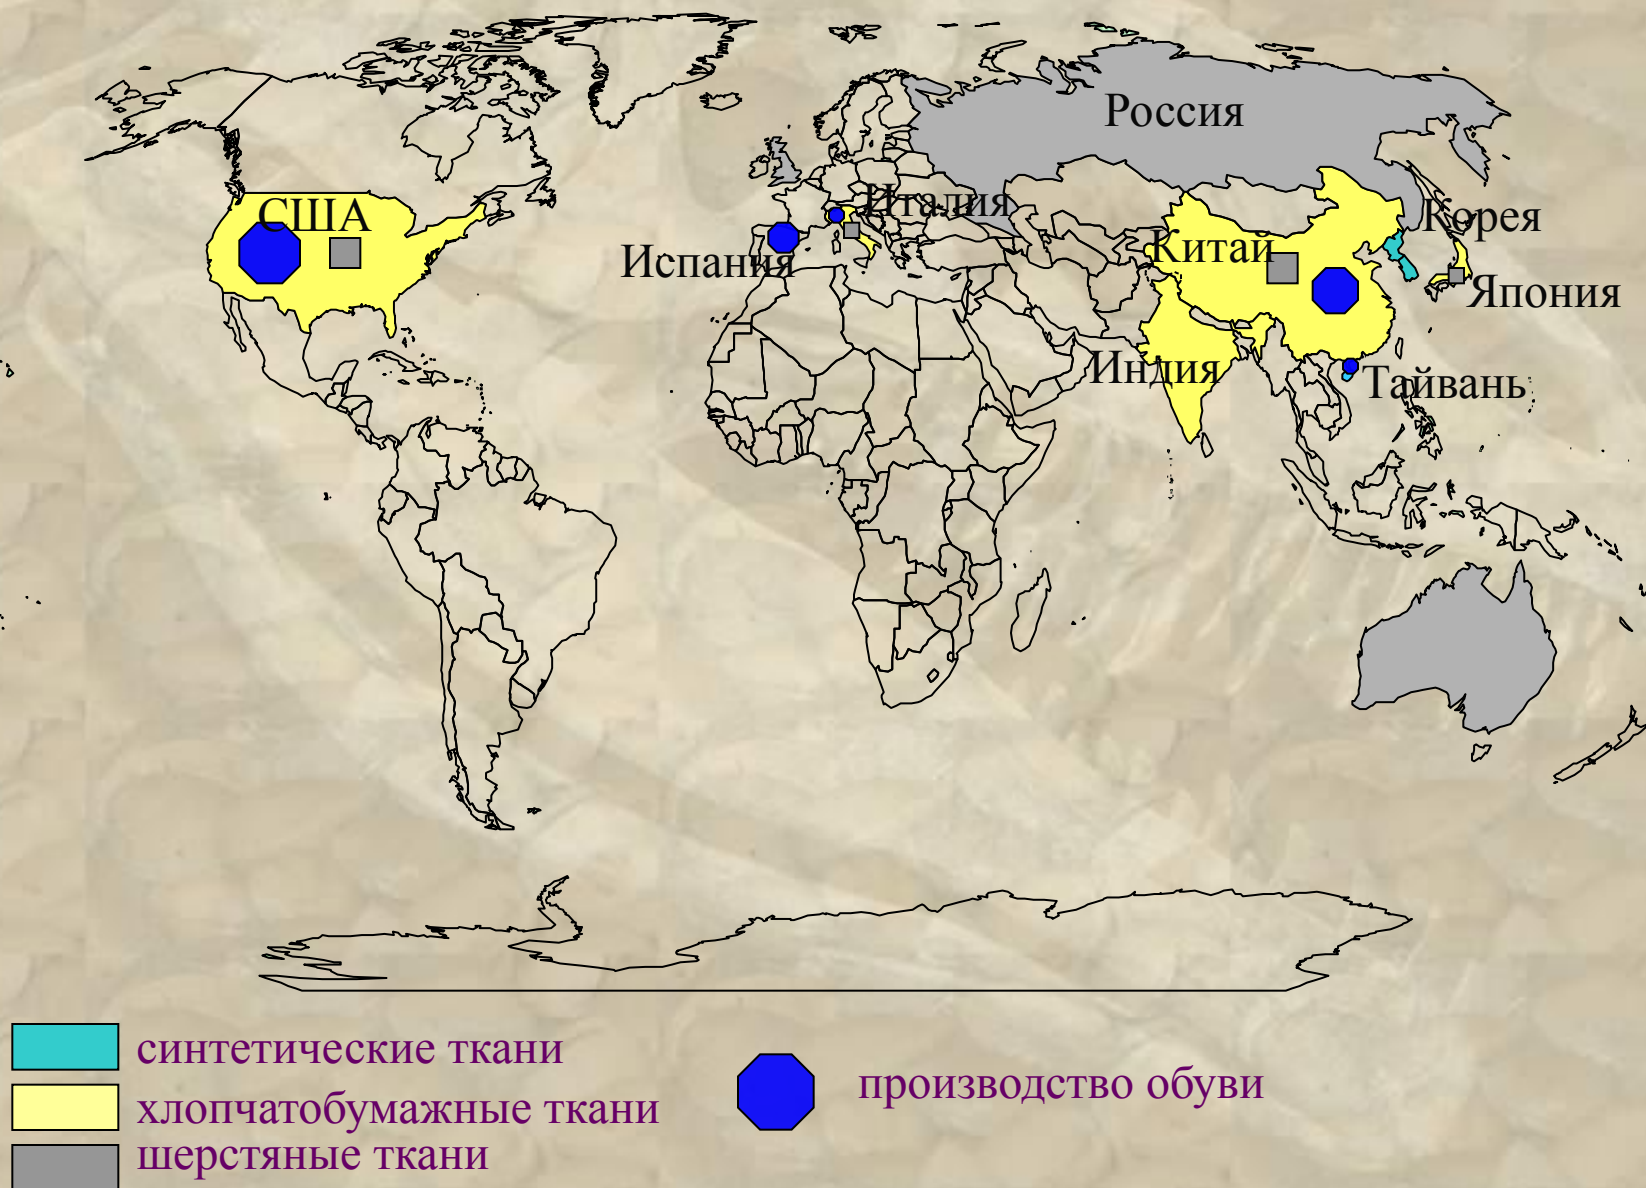 Россия
США
Италия
Корея
Испания
Китай
Япония
Индия
Тайвань
синтетические ткани
хлопчатобумажные ткани
шерстяные ткани
производство обуви